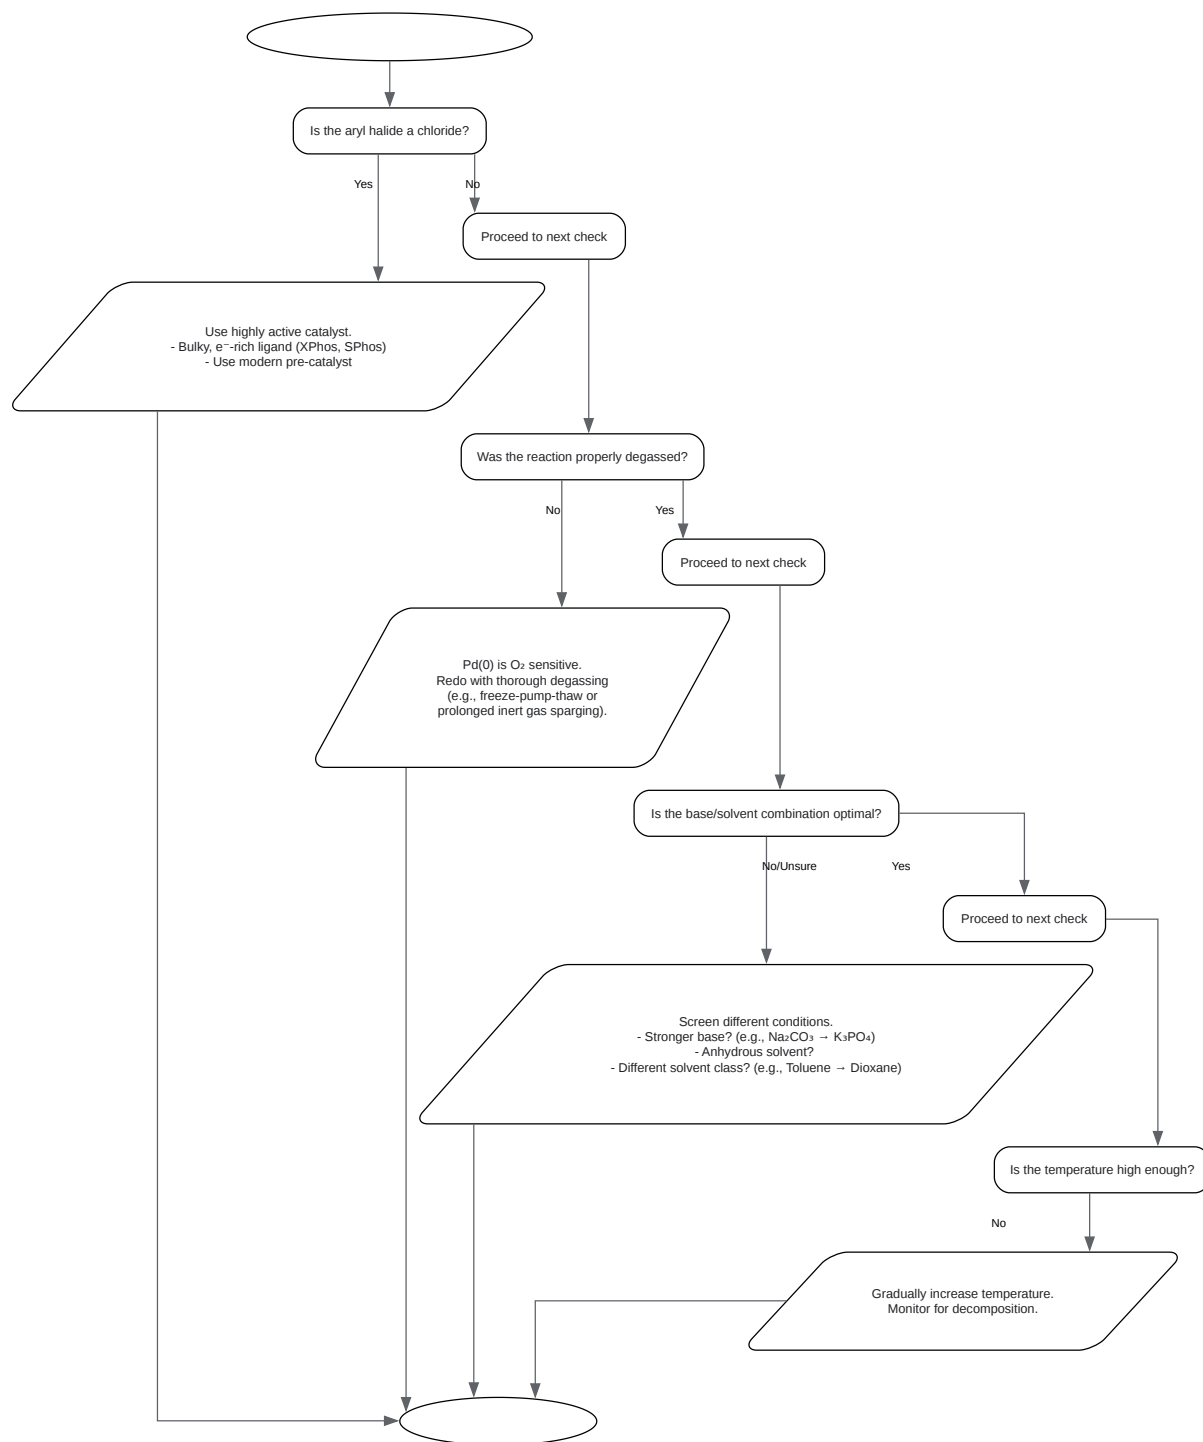 Is the aryl halide a chloride?
Yes
No
Proceed to next check
Use highly active catalyst.
- Bulky, e⁻-rich ligand (XPhos, SPhos)
- Use modern pre-catalyst
Was the reaction properly degassed?
No
Yes
Proceed to next check
Pd(0) is O₂ sensitive.
Redo with thorough degassing
(e.g., freeze-pump-thaw or
prolonged inert gas sparging).
Is the base/solvent combination optimal?
No/Unsure
Yes
Proceed to next check
Screen different conditions.
- Stronger base? (e.g., Na₂CO₃ → K₃PO₄)
- Anhydrous solvent?
- Different solvent class? (e.g., Toluene → Dioxane)
Is the temperature high enough?
No
Gradually increase temperature.
Monitor for decomposition.